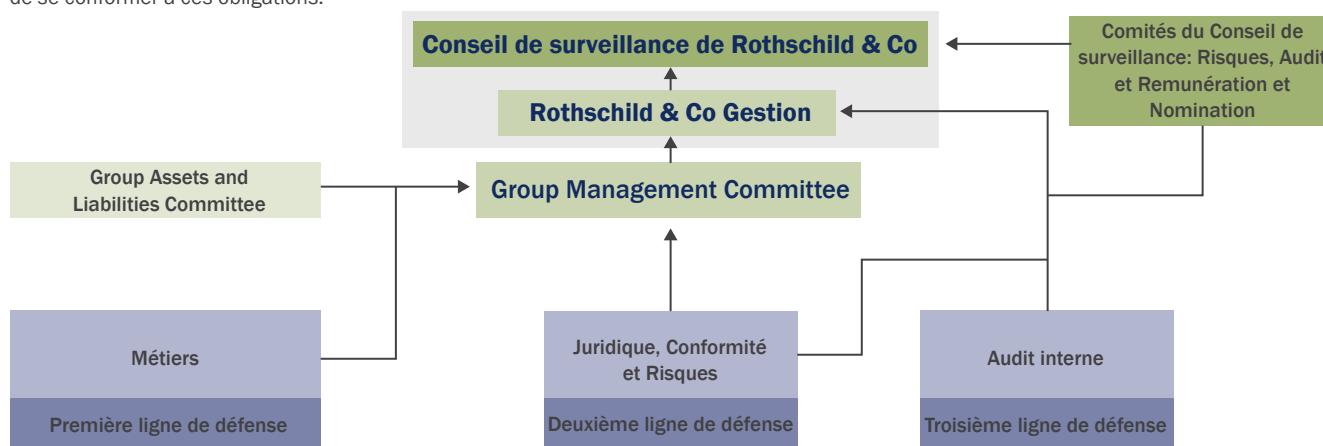 de se conformer à ces obligations.
Conseil de surveillance de Rothschild & Co
Comités du Conseil de
surveillance: Risques, Audit
et Remunération et
Nomination
Rothschild & Co Gestion
Group Assets and
Liabilities Committee
Group Management Committee
Métiers
Juridique, Conformité
et Risques
Audit interne
Première ligne de défense
Deuxième ligne de défense
Troisième ligne de défense